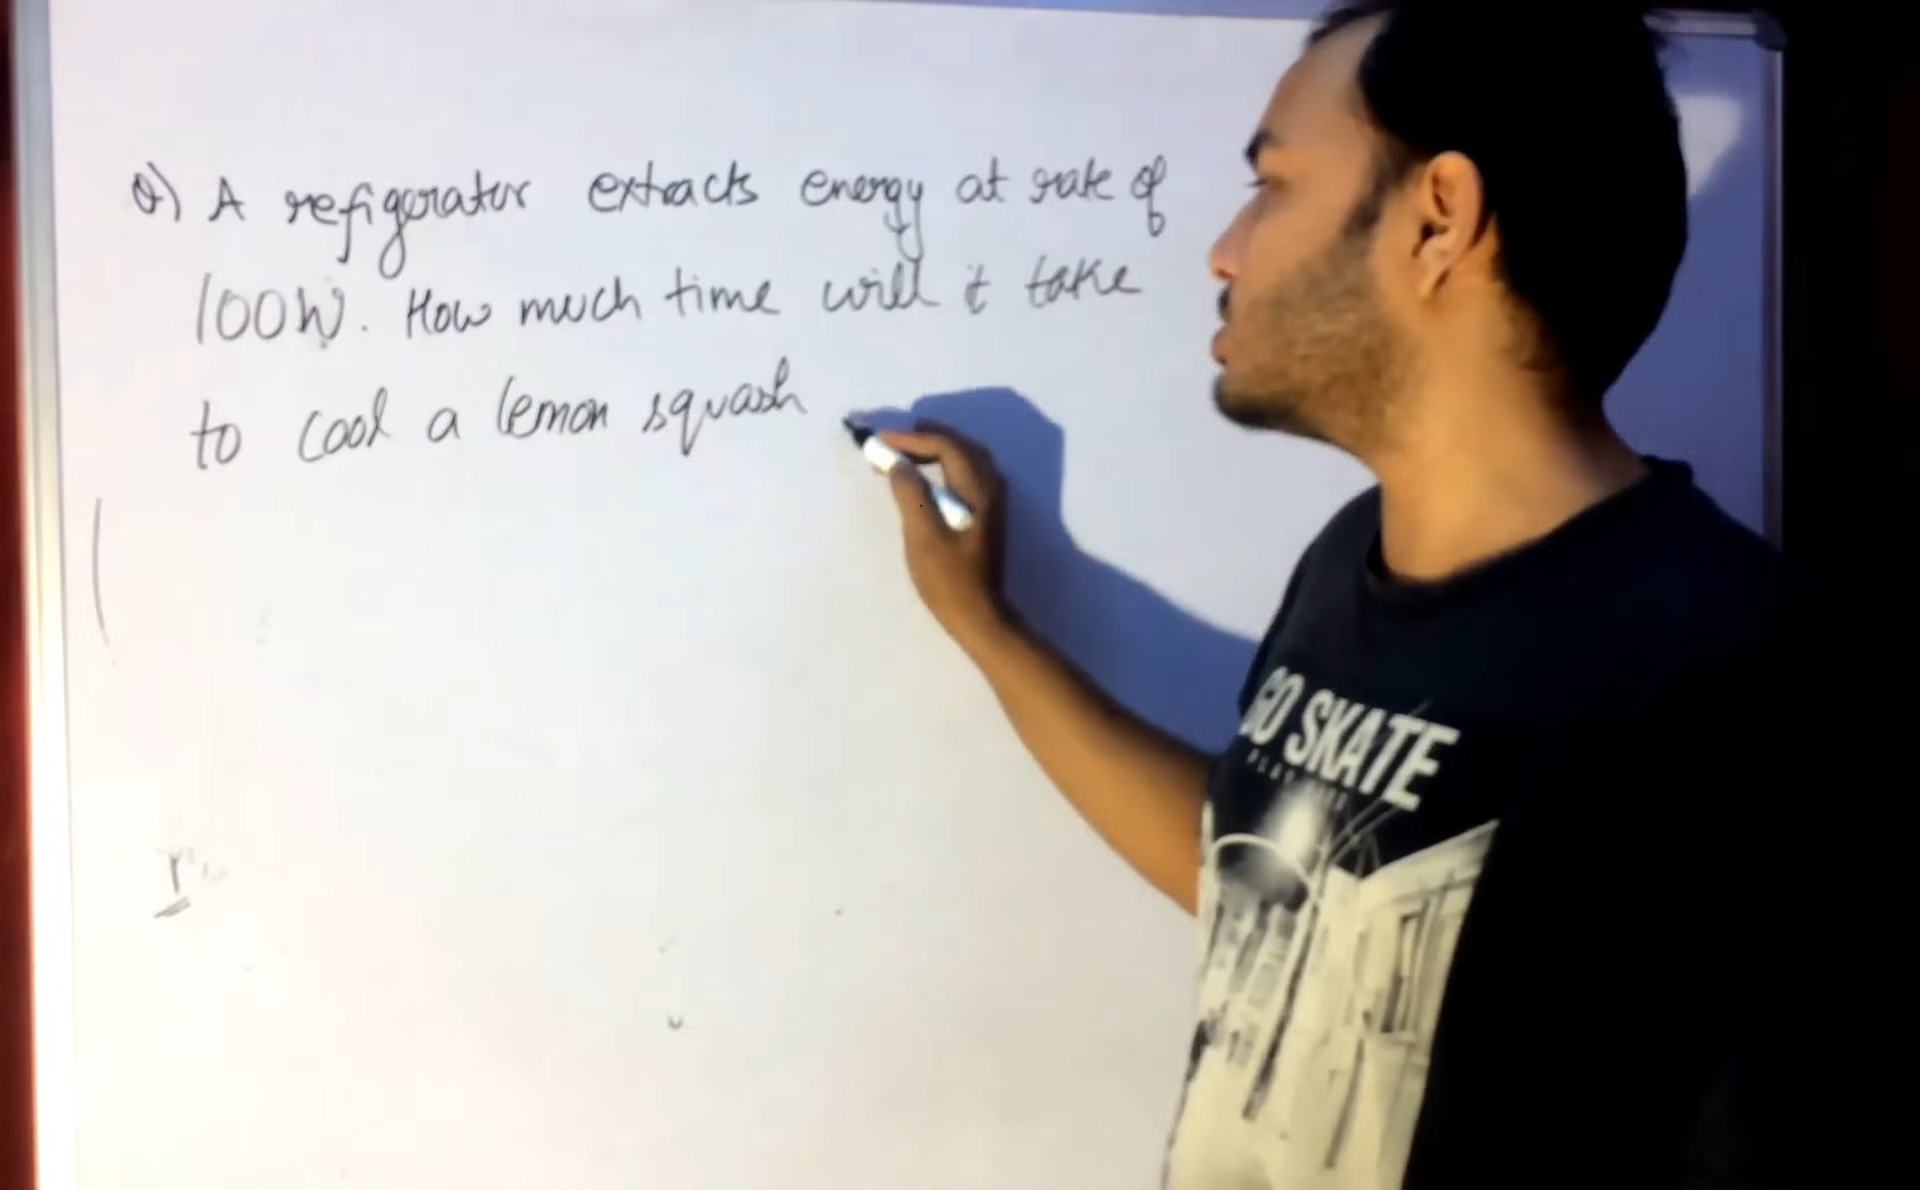 Q) A refigerator extracts energy at rate of
100W. How much time will it take
to cool a lemon squash
GO SKATE